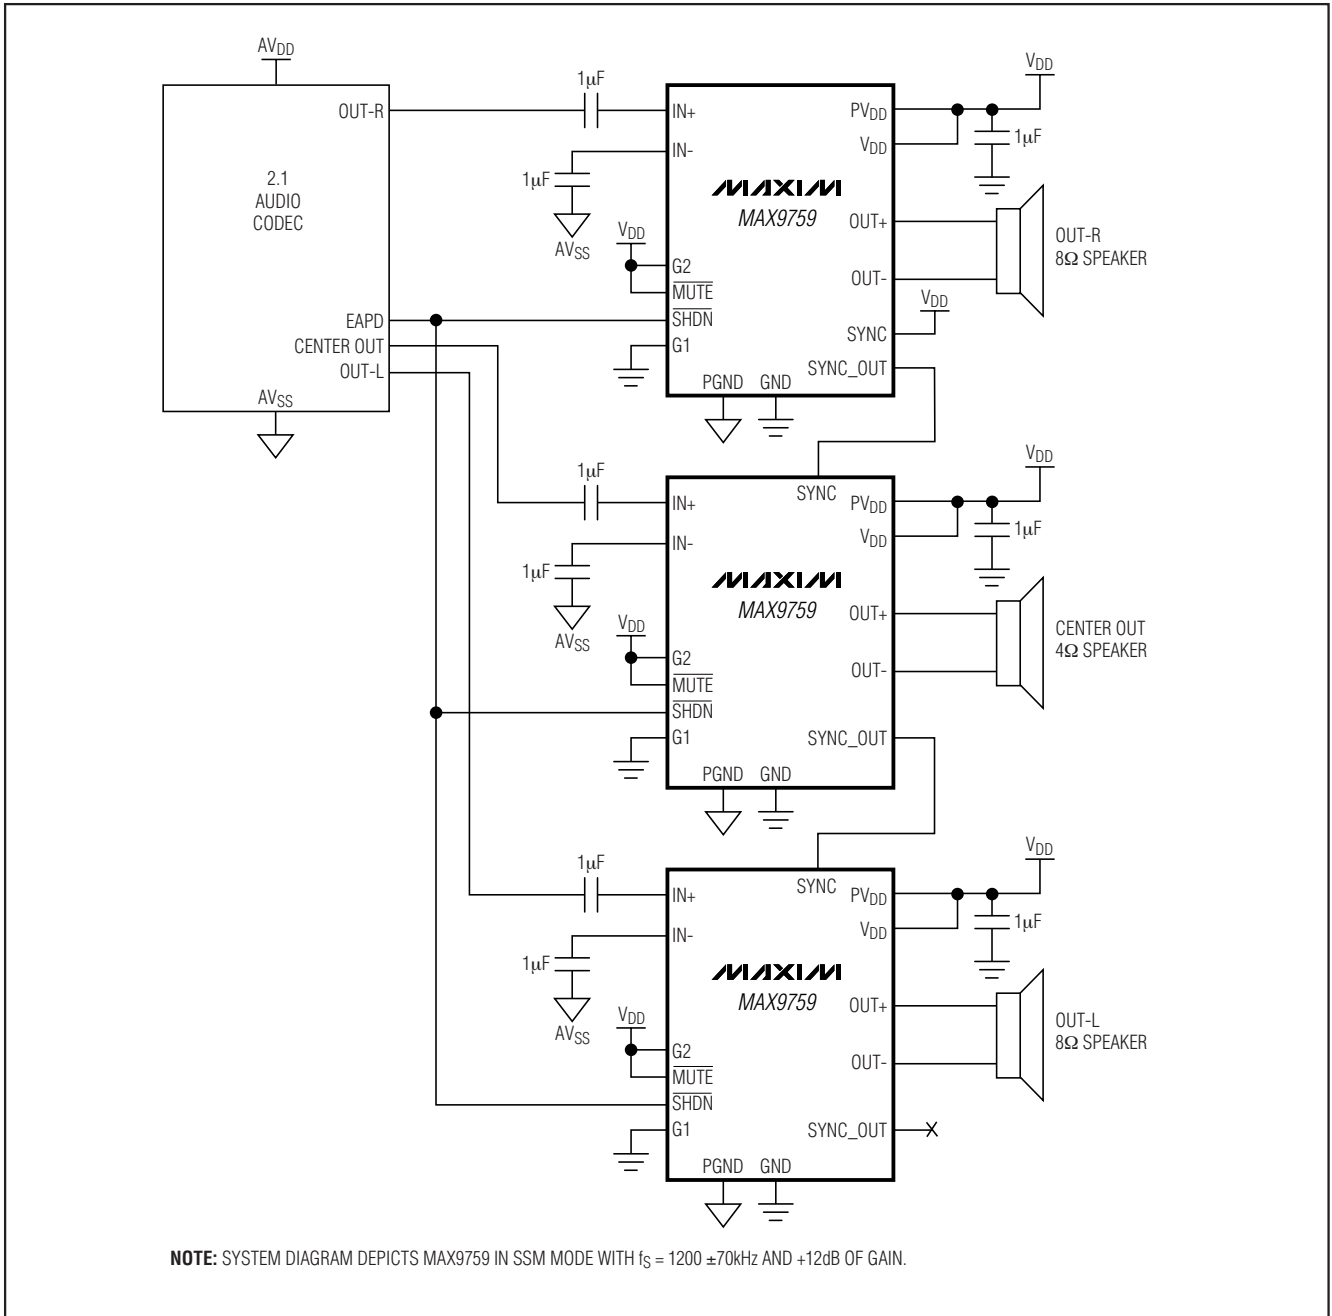 AVDD
OUT-R
2.1
AUDIO
CODEC
EAPD
CENTER OUT
OUT-L
AVSS
1µF
1µF
AVSS
VDD
IN+
IN-
MAXIM
MAX9759
G2
MUTE
SHDN
G1
PGND GND
PVDD
VDD
OUT+
OUT-
SYNC
SYNC_OUT
VDD
1µF
VDD
OUT-R
8Ω SPEAKER
1µF
1µF
AVSS
VDD
SYNC
IN+
IN-
MAXIM
MAX9759
G2
MUTE
SHDN
G1
PGND GND
PVDD
VDD
OUT+
OUT-
SYNC_OUT
VDD
1µF
CENTER OUT
4Ω SPEAKER
1µF
1µF
AVSS
VDD
SYNC
IN+
IN-
MAXIM
MAX9759
G2
MUTE
SHDN
G1
PGND GND
PVDD
VDD
OUT+
OUT-
SYNC_OUT
VDD
1µF
OUT-L
8Ω SPEAKER
NOTE: SYSTEM DIAGRAM DEPICTS MAX9759 IN SSM MODE WITH fS = 1200 ±70kHz AND +12dB OF GAIN.